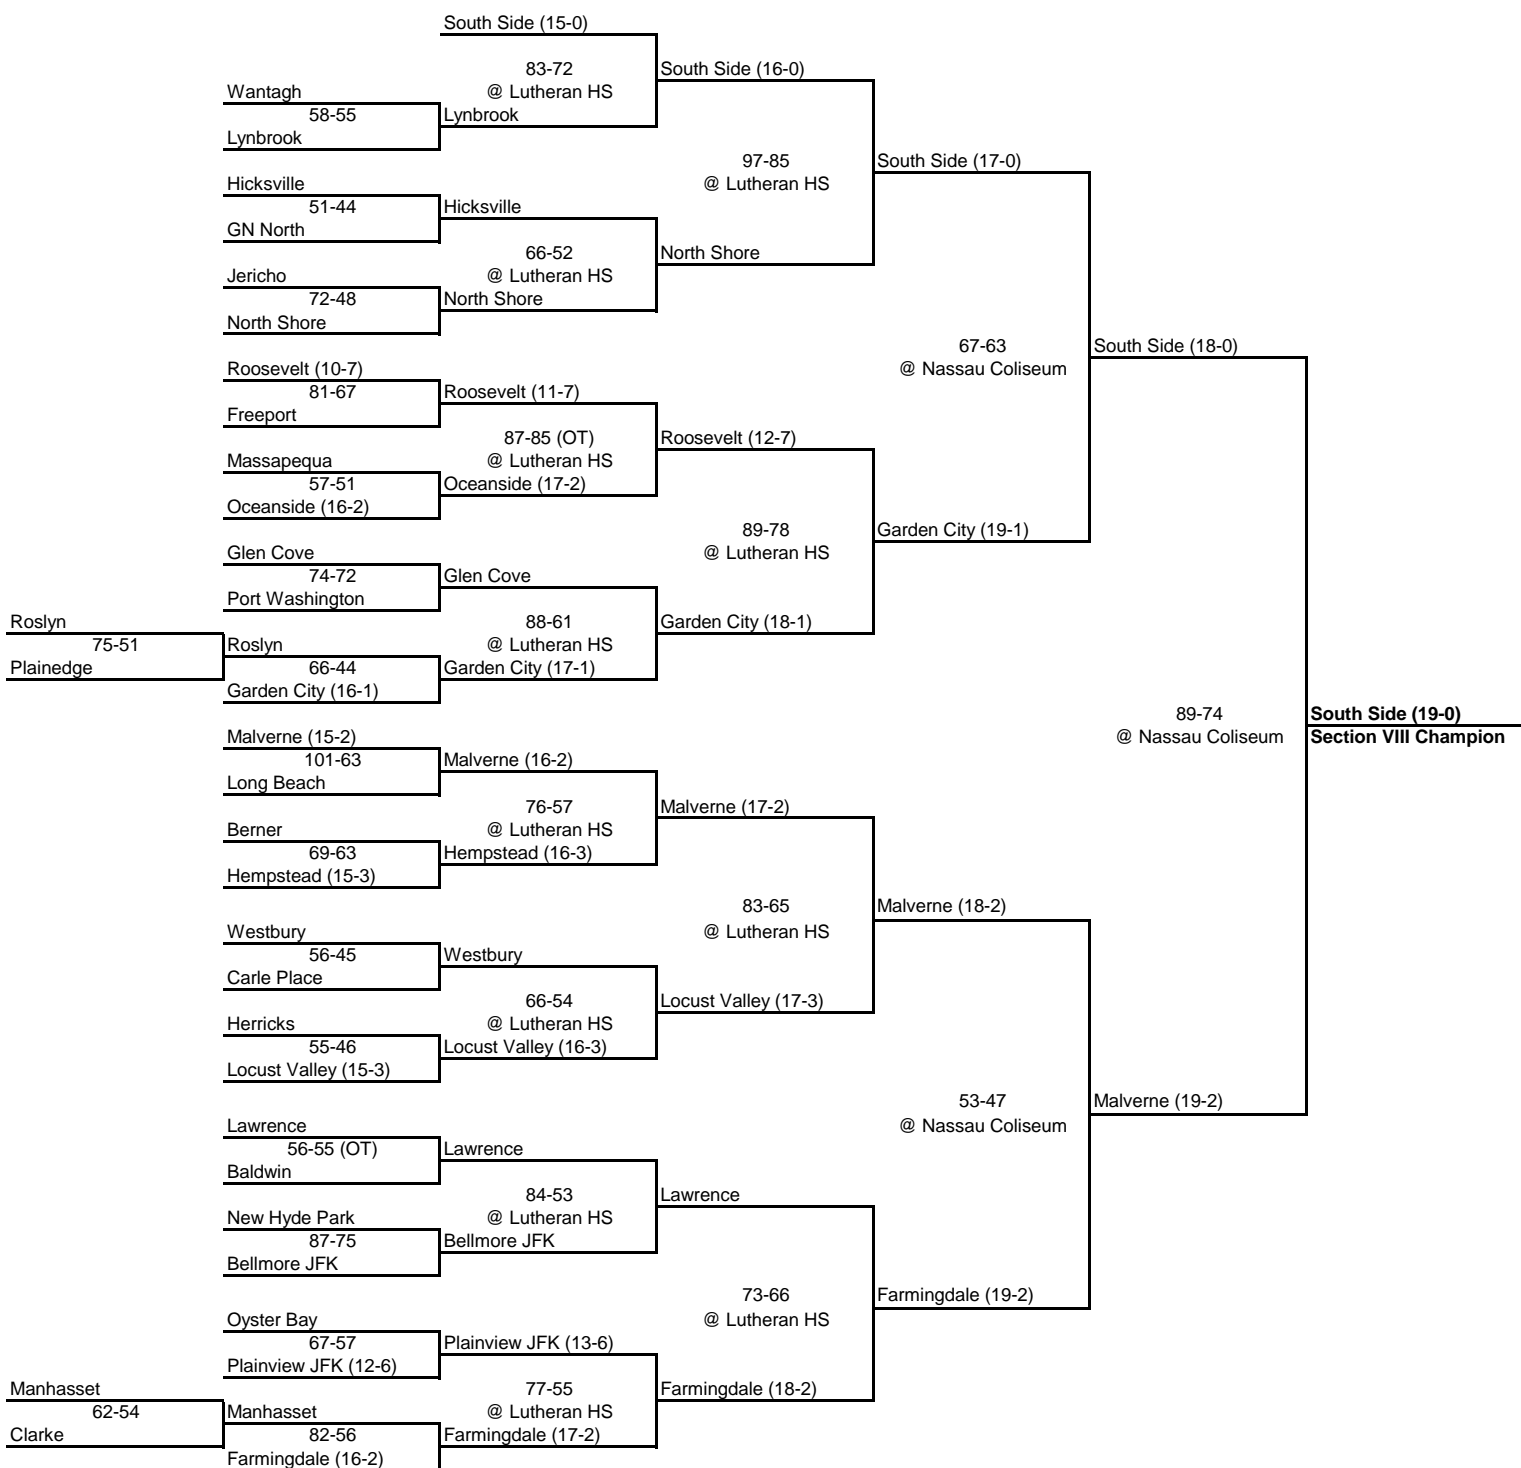 South Side (15-0)
83-72
South Side (16-0)
Wantagh
@ Lutheran HS
58-55
Lynbrook
Lynbrook
97-85
South Side (17-0)
Hicksville
@ Lutheran HS
51-44
Hicksville
GN North
66-52
North Shore
Jericho
@ Lutheran HS
72-48
North Shore
North Shore
67-63
South Side (18-0)
Roosevelt (10-7)
@ Nassau Coliseum
81-67
Roosevelt (11-7)
Freeport
87-85 (OT)
Roosevelt (12-7)
Massapequa
@ Lutheran HS
57-51
Oceanside (17-2)
Oceanside (16-2)
89-78
Garden City (19-1)
Glen Cove
@ Lutheran HS
74-72
Glen Cove
Port Washington
Roslyn
88-61
Garden City (18-1)
75-51
Roslyn
@ Lutheran HS
Plainedge
66-44
Garden City (17-1)
Garden City (16-1)
89-74
South Side (19-0)
Malverne (15-2)
@ Nassau Coliseum
Section VIII Champion
101-63
Malverne (16-2)
Long Beach
76-57
Malverne (17-2)
Berner
@ Lutheran HS
69-63
Hempstead (16-3)
Hempstead (15-3)
83-65
Malverne (18-2)
Westbury
@ Lutheran HS
56-45
Westbury
Carle Place
66-54
Locust Valley (17-3)
Herricks
@ Lutheran HS
55-46
Locust Valley (16-3)
Locust Valley (15-3)
53-47
Malverne (19-2)
Lawrence
@ Nassau Coliseum
56-55 (OT)
Lawrence
Baldwin
84-53
Lawrence
New Hyde Park
@ Lutheran HS
87-75
Bellmore JFK
Bellmore JFK
73-66
Farmingdale (19-2)
Oyster Bay
@ Lutheran HS
67-57
Plainview JFK (13-6)
Plainview JFK (12-6)
Manhasset
77-55
Farmingdale (18-2)
62-54
Manhasset
@ Lutheran HS
Clarke
82-56
Farmingdale (17-2)
Farmingdale (16-2)